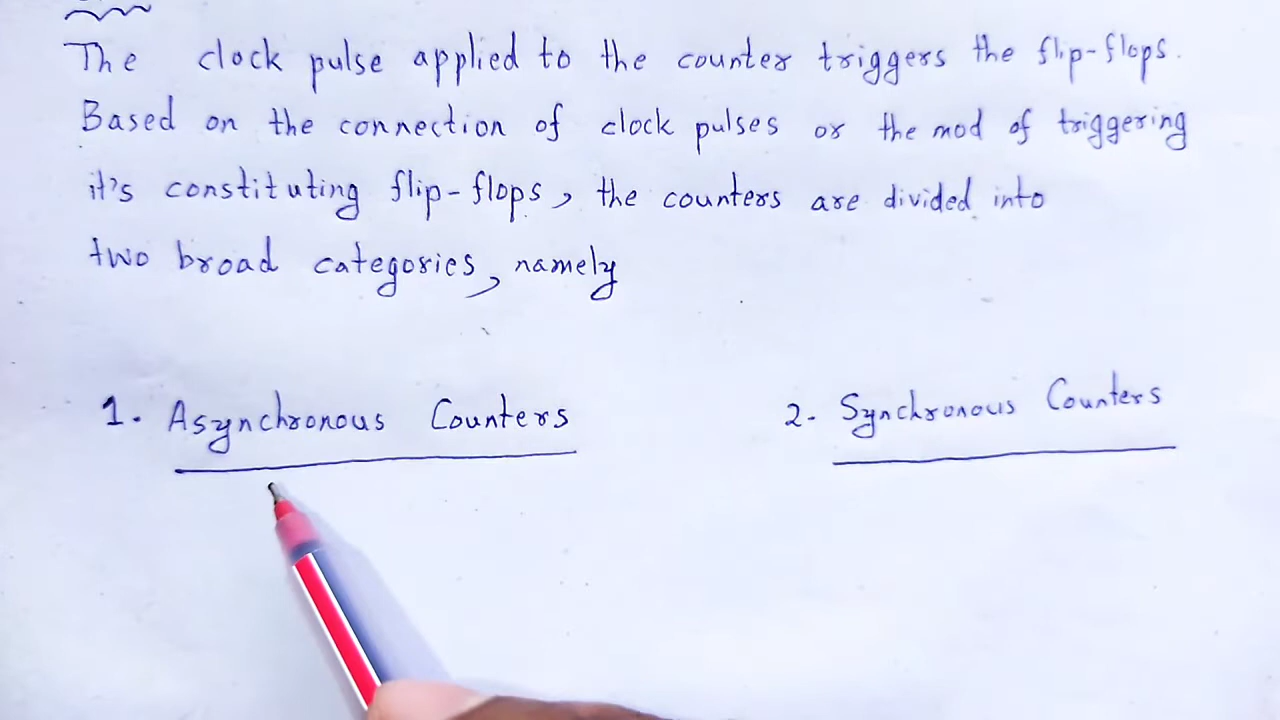 The clock pulse applied to the counter triggers the flip-flops.
Based on the connection of clock pulses or the mod of triggering
it's constituting flip-flops, the counters are divided into
two broad categories, namely
1. Asynchronous Counters
2- Synchronous Counters